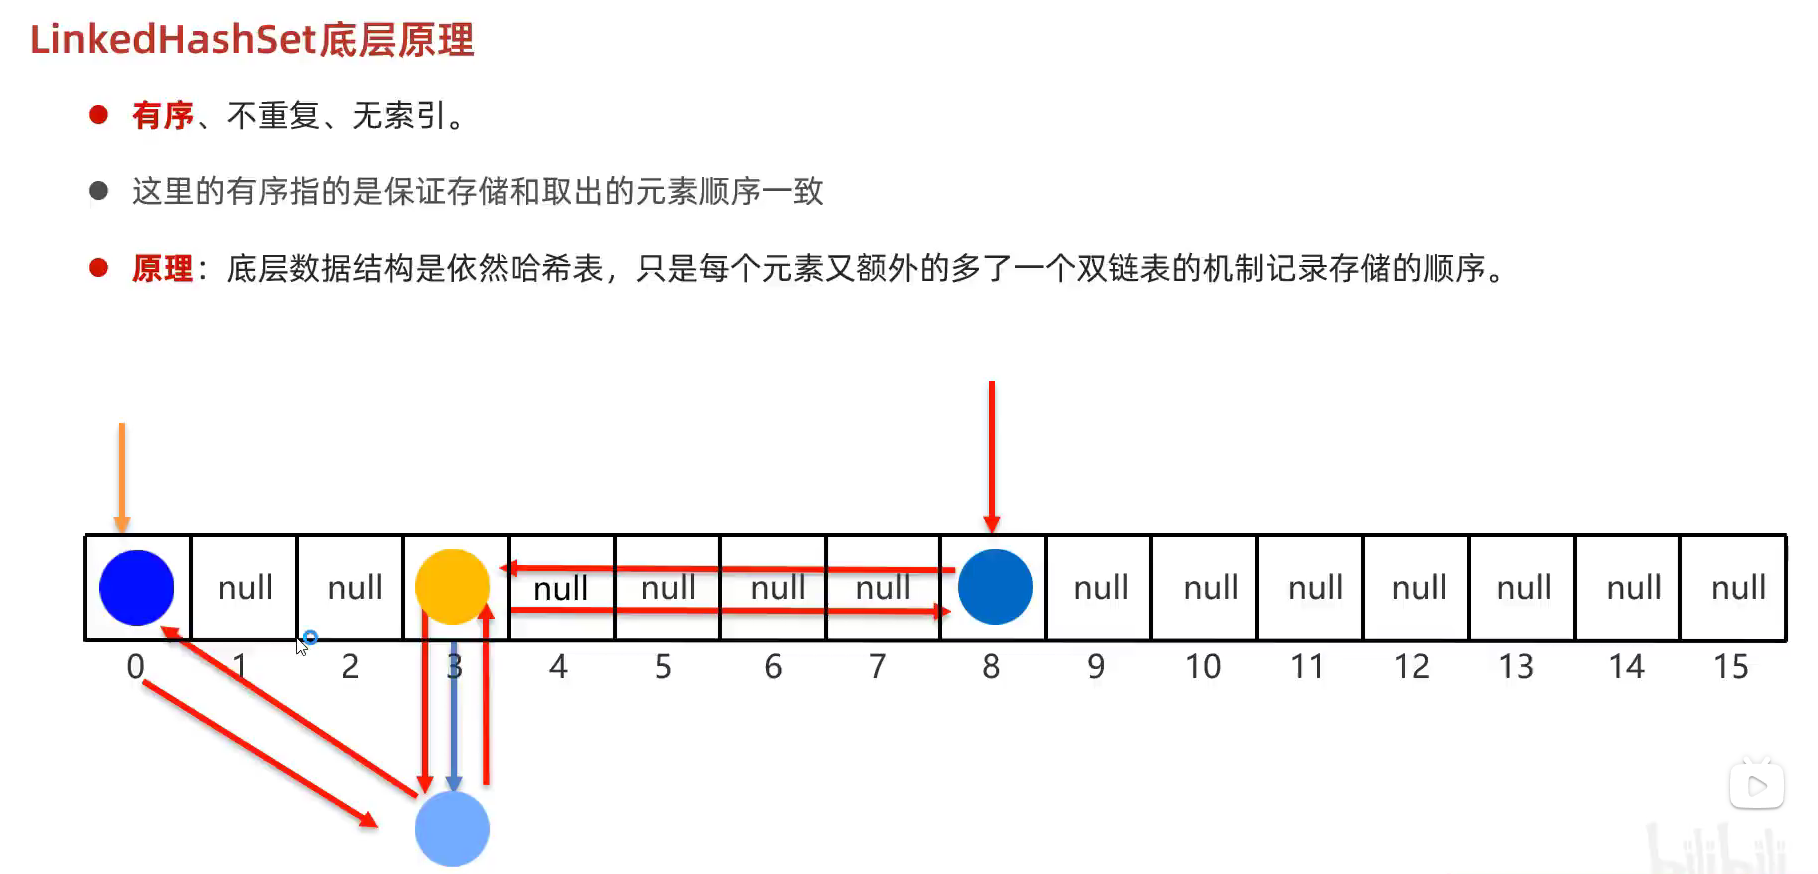 LinkedHashSet底层原理
有序、不重复、无索引。
这里的有序指的是保证存储和取出的元素顺序一致
原理：底层数据结构是依然哈希表，只是每个元素又额外的多了一个双链表的机制记录存储的顺序。
null null null null null null null null null null null null null
0 1 2 3 4 5 6 7 8 9 10 11 12 13 14 15
bilibili